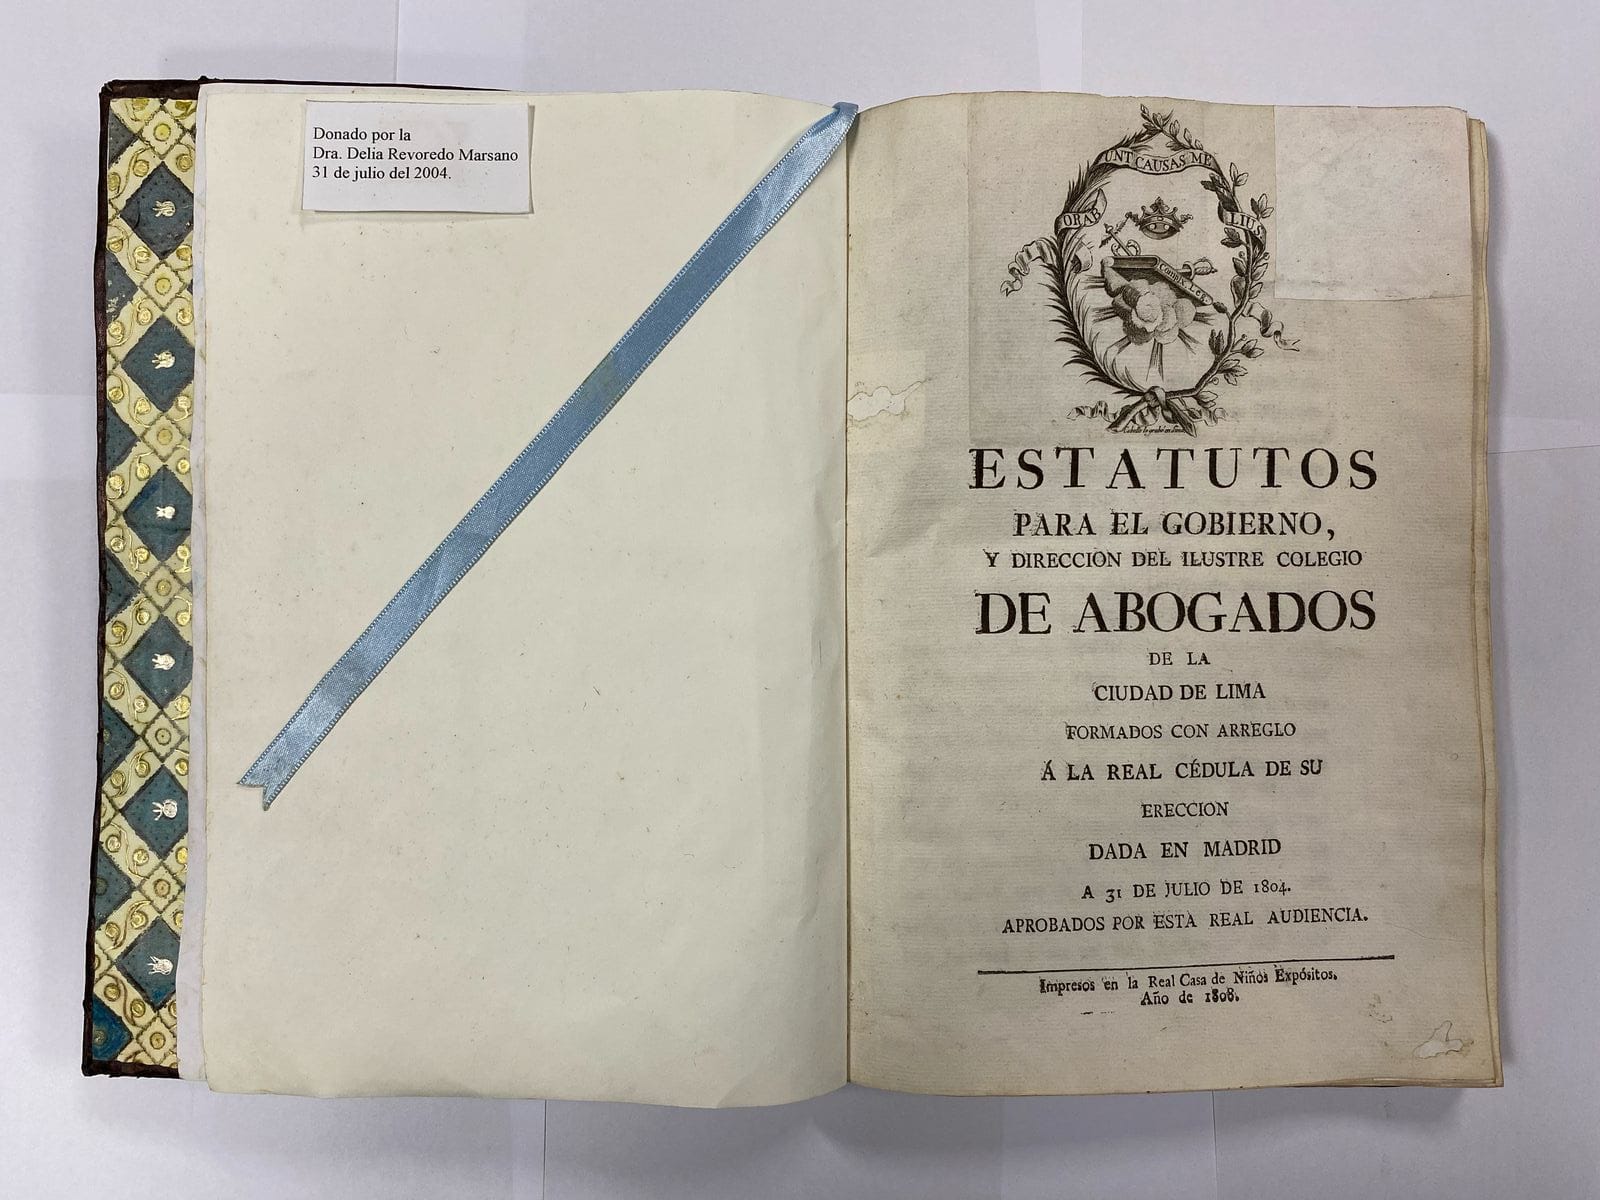 Donado por la
Dra. Delia Revoredo Marsano
31 de julio del 2004.
ORAB
UNT CAUSAS ME
LIUS
ESTATUTOS
PARA EL GOBIERNO,
Y DIRECCION DEL ILUSTRE COLEGIO
DE ABOGADOS
DE LA
CIUDAD DE LIMA
FORMADOS CON ARREGLO
Á LA REAL CÉDULA DE SU
ERECCION
DADA EN MADRID
A 31 DE JULIO DE 1804.
APROBADOS POR ESTA REAL AUDIENCIA.
Impresos en la Real Casa de Niños Expósitos.
Año de 1808.